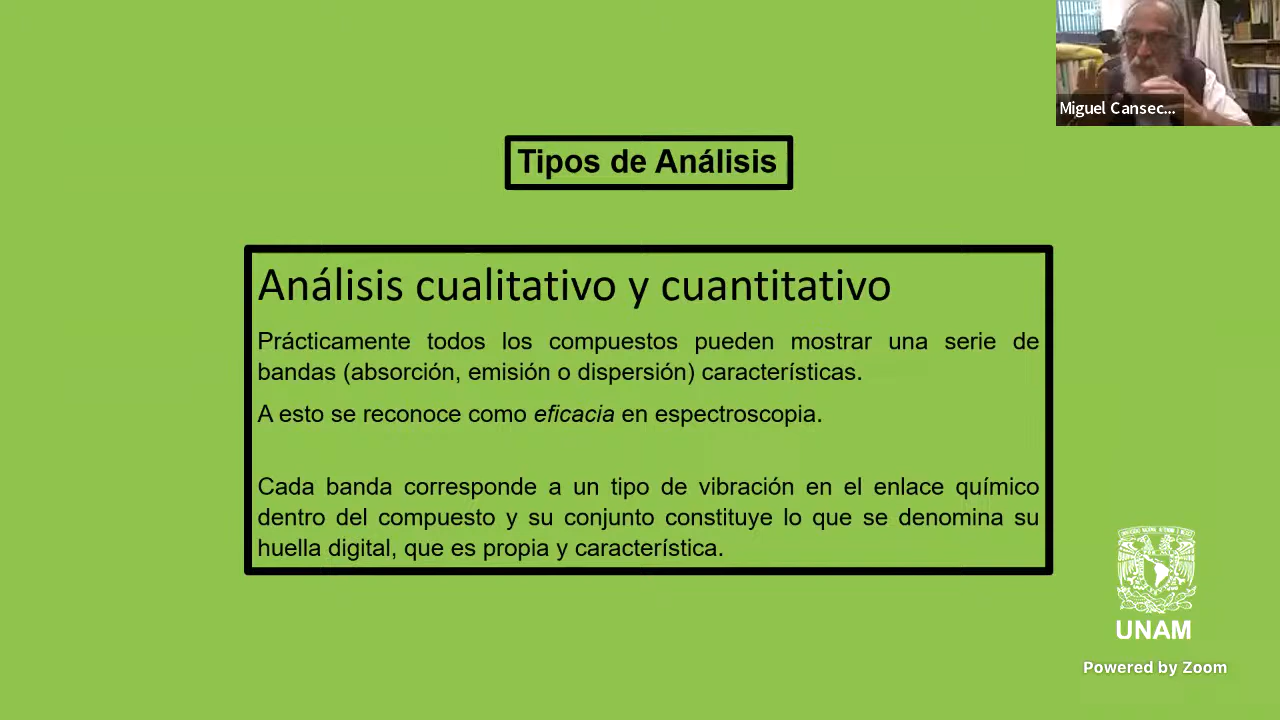 Miguel Cansec...
Tipos de Análisis
Análisis cualitativo y cuantitativo
Prácticamente todos los compuestos pueden mostrar una serie de
bandas (absorción, emisión o dispersión) características.
A esto se reconoce como eficacia en espectroscopia.
Cada banda corresponde a un tipo de vibración en el enlace químico
dentro del compuesto y su conjunto constituye lo que se denomina su
huella digital, que es propia y característica.
UNAM
Powered by Zoom